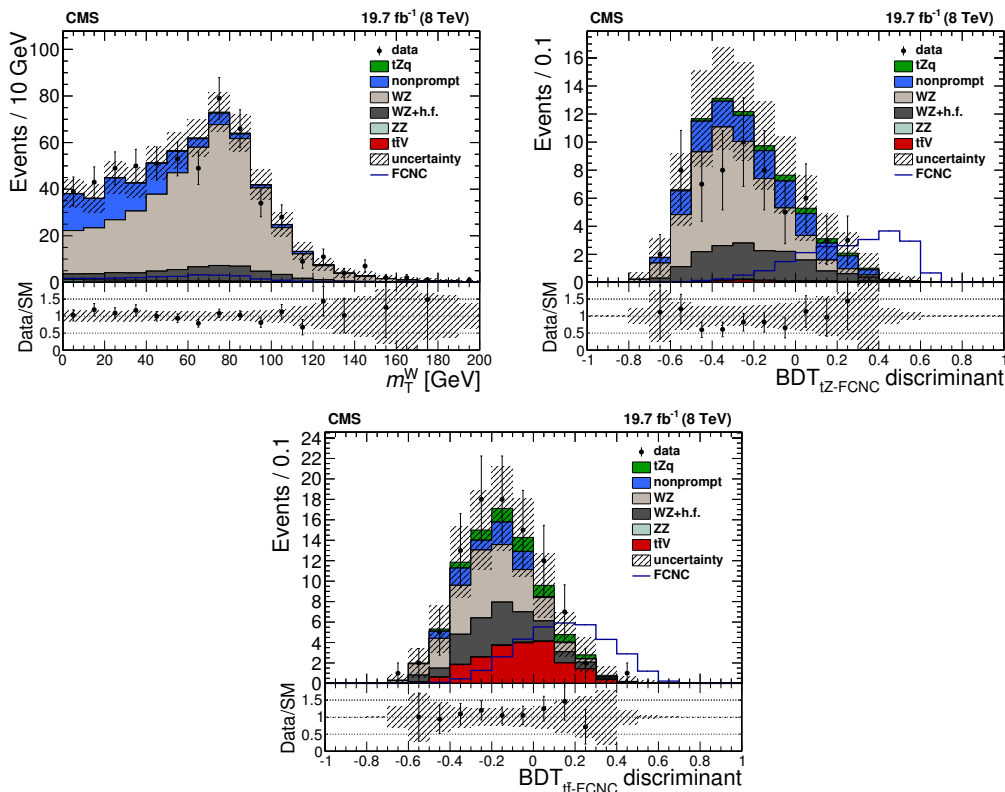 CMS 19.7 fb⁻¹ (8 TeV)
Events / 10 GeV
100
80
60
40
20
0
data
tZq
nonprompt
WZ
WZ+h.f.
ZZ
tt̄V
uncertainty
FCNC
Data/SM
1.5
1
0.5
0 20 40 60 80 100 120 140 160 180 200
m_T^W [GeV]
CMS 19.7 fb⁻¹ (8 TeV)
Events / 0.1
16
14
12
10
8
6
4
2
0
data
tZq
nonprompt
WZ
WZ+h.f.
ZZ
tt̄V
uncertainty
FCNC
Data/SM
1.5
1
0.5
-1 -0.8 -0.6 -0.4 -0.2 0 0.2 0.4 0.6 0.8 1
BDT_tZ-FCNC discriminant
CMS 19.7 fb⁻¹ (8 TeV)
Events / 0.1
24
22
20
18
16
14
12
10
8
6
4
2
0
data
tZq
nonprompt
WZ
WZ+h.f.
ZZ
tt̄V
uncertainty
FCNC
Data/SM
1.5
1
0.5
-1 -0.8 -0.6 -0.4 -0.2 0 0.2 0.4 0.6 0.8 1
BDT_tt̄-FCNC discriminant